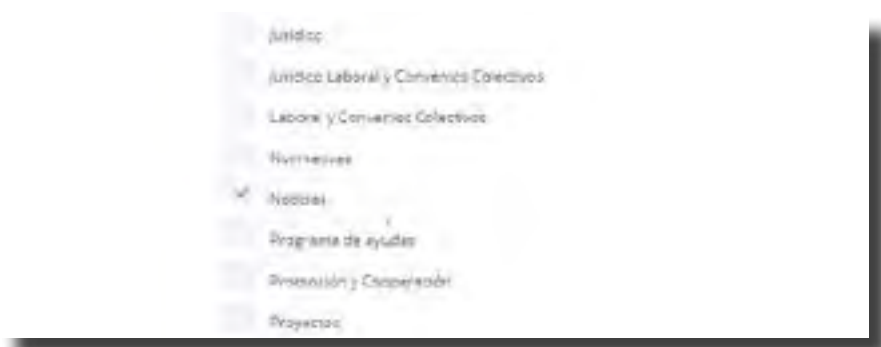 Jurídico
Jurídico Laboral y Convenios Colectivos
Laboral y Convenios Colectivos
Normativas
Noticias
Programa de ayudas
Promoción y Cooperación
Proyectos